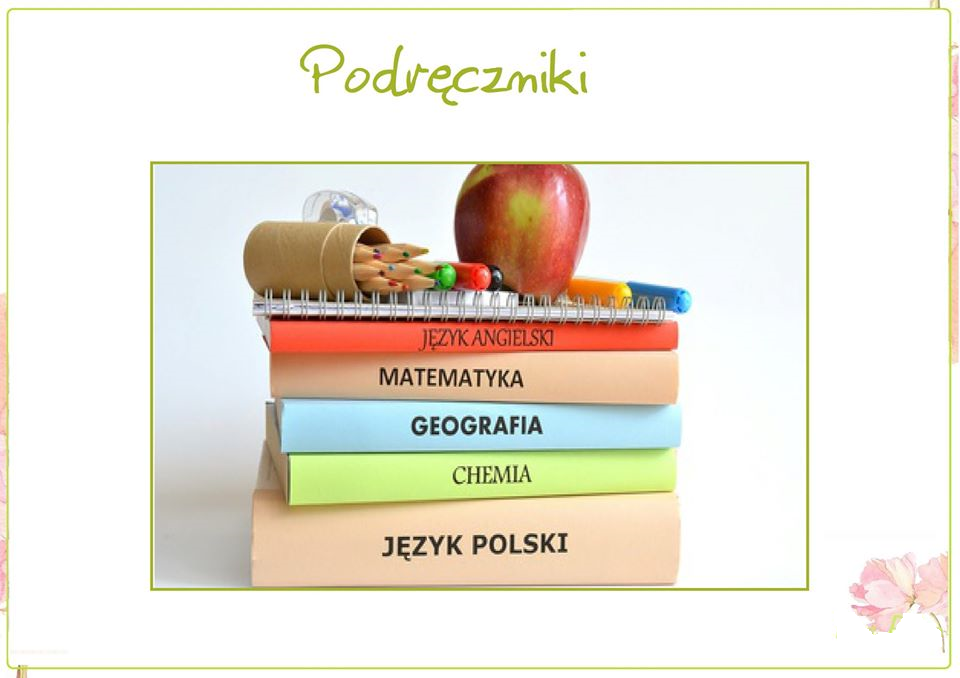 Podręczniki
JĘZYK ANGIELSKI
MATEMATYKA
GEOGRAFIA
CHEMIA
JĘZYK POLSKI